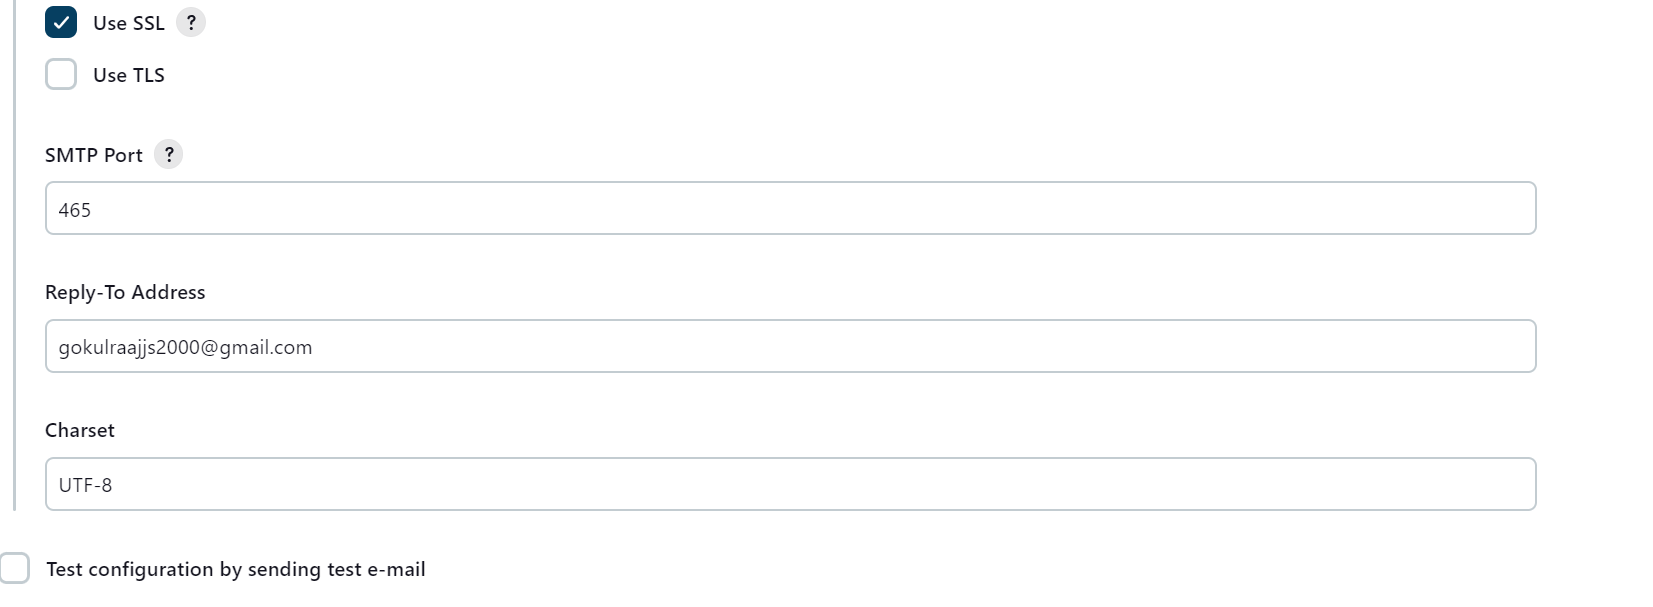 Use SSL ?
Use TLS
SMTP Port ?
465
Reply-To Address
gokulraajjs2000@gmail.com
Charset
UTF-8
Test configuration by sending test e-mail